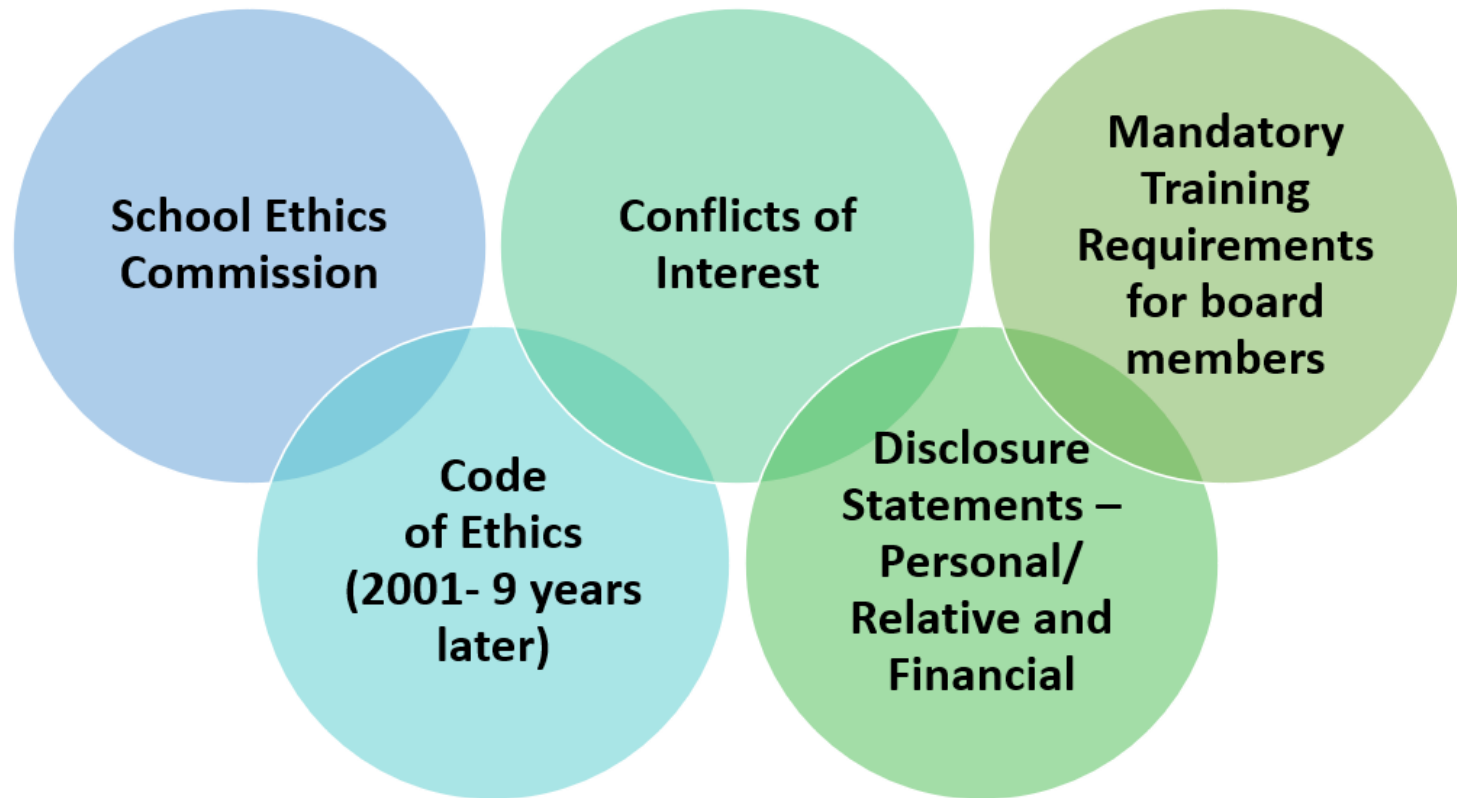 School Ethics
Commission
Conflicts of
Interest
Mandatory
Training
Requirements
for board
members
Code
of Ethics
(2001- 9 years
later)
Disclosure
Statements –
Personal/
Relative and
Financial